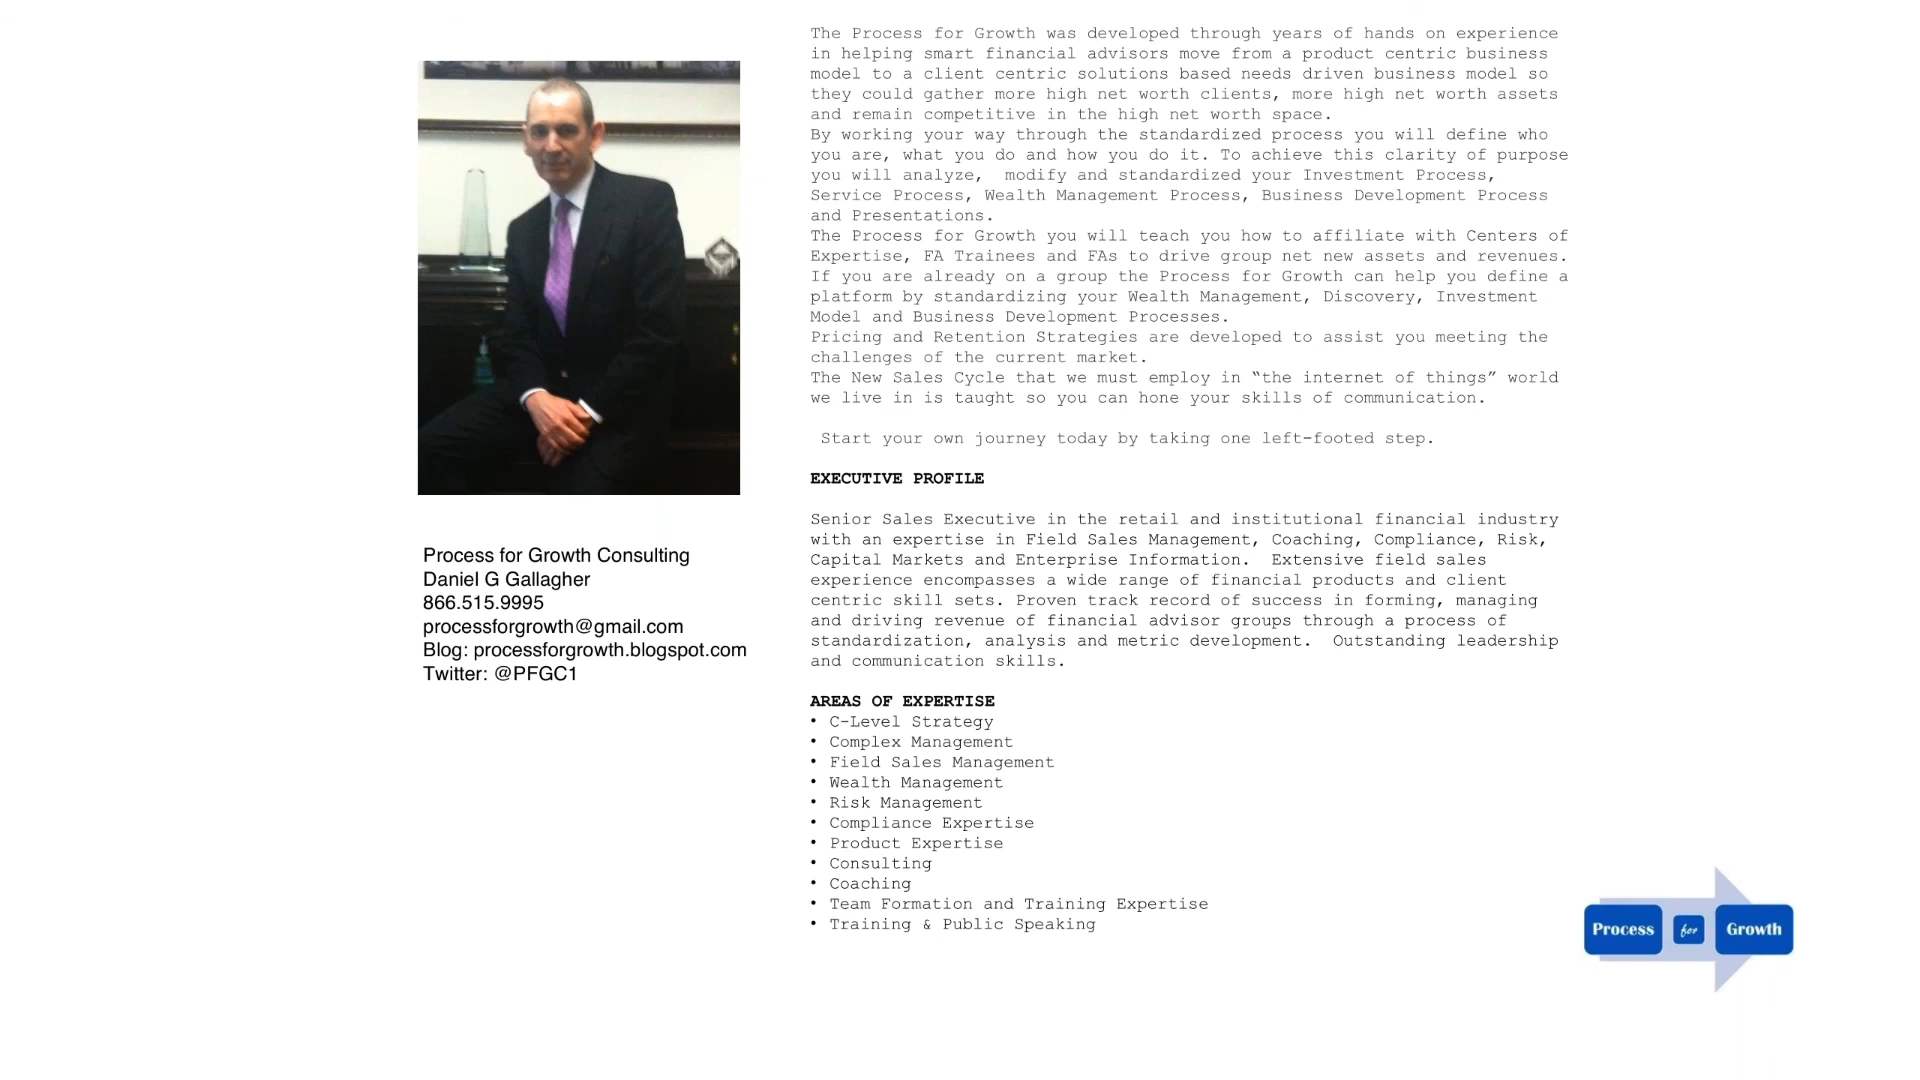 The Process for Growth was developed through years of hands on experience
in helping smart financial advisors move from a product centric business
model to a client centric solutions based needs driven business model so
they could gather more high net worth clients, more high net worth assets
and remain competitive in the high net worth space.
By working your way through the standardized process you will define who
you are, what you do and how you do it. To achieve this clarity of purpose
you will analyze,  modify and standardized your Investment Process,
Service Process, Wealth Management Process, Business Development Process
and Presentations.
The Process for Growth you will teach you how to affiliate with Centers of
Expertise, FA Trainees and FAs to drive group net new assets and revenues.
If you are already on a group the Process for Growth can help you define a
platform by standardizing your Wealth Management, Discovery, Investment
Model and Business Development Processes.
Pricing and Retention Strategies are developed to assist you meeting the
challenges of the current market.
The New Sales Cycle that we must employ in “the internet of things” world
we live in is taught so you can hone your skills of communication.
Start your own journey today by taking one left-footed step.
EXECUTIVE PROFILE
Senior Sales Executive in the retail and institutional financial industry
with an expertise in Field Sales Management, Coaching, Compliance, Risk,
Capital Markets and Enterprise Information.  Extensive field sales
experience encompasses a wide range of financial products and client
centric skill sets. Proven track record of success in forming, managing
and driving revenue of financial advisor groups through a process of
standardization, analysis and metric development.  Outstanding leadership
and communication skills.
AREAS OF EXPERTISE
• C-Level Strategy
• Complex Management
• Field Sales Management
• Wealth Management
• Risk Management
• Compliance Expertise
• Product Expertise
• Consulting
• Coaching
• Team Formation and Training Expertise
• Training & Public Speaking
Process for Growth Consulting
Daniel G Gallagher
866.515.9995
processforgrowth@gmail.com
Blog: processforgrowth.blogspot.com
Twitter: @PFGC1
Process for Growth